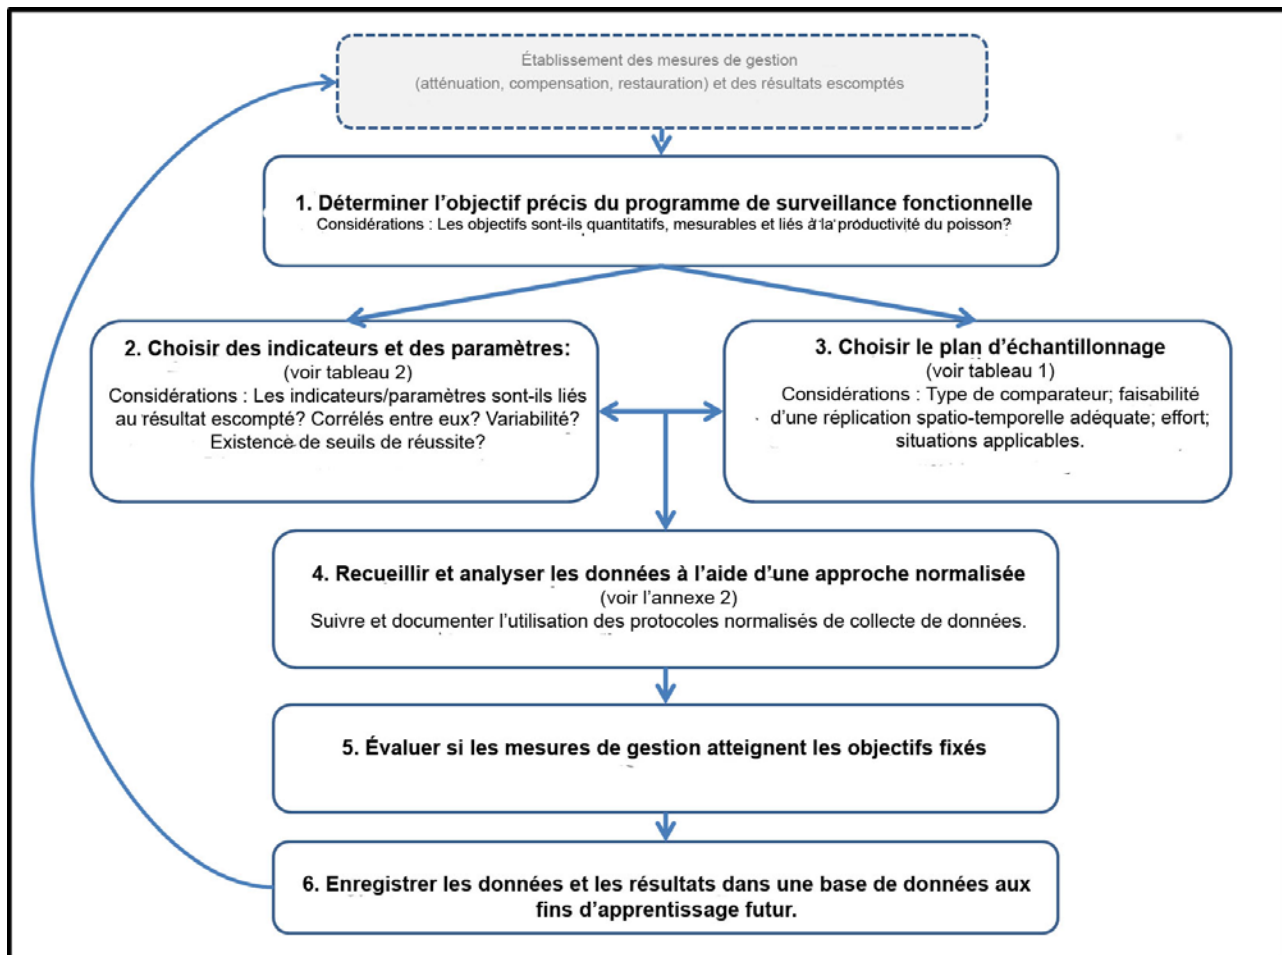 Établissement des mesures de gestion
(atténuation, compensation, restauration) et des résultats escomptés
1. Déterminer l'objectif précis du programme de surveillance fonctionnelle
Considérations : Les objectifs sont-ils quantitatifs, mesurables et liés à la productivité du poisson?
2. Choisir des indicateurs et des paramètres:
(voir tableau 2)
Considérations : Les indicateurs/paramètres sont-ils liés
au résultat escompté? Corrélés entre eux? Variabilité?
Existence de seuils de réussite?
3. Choisir le plan d'échantillonnage
(voir tableau 1)
Considérations : Type de comparateur; faisabilité
d'une réplication spatio-temporelle adéquate; effort;
situations applicables.
4. Recueillir et analyser les données à l'aide d'une approche normalisée
(voir l'annexe 2)
Suivre et documenter l'utilisation des protocoles normalisés de collecte de données.
5. Évaluer si les mesures de gestion atteignent les objectifs fixés
6. Enregistrer les données et les résultats dans une base de données aux
fins d'apprentissage futur.